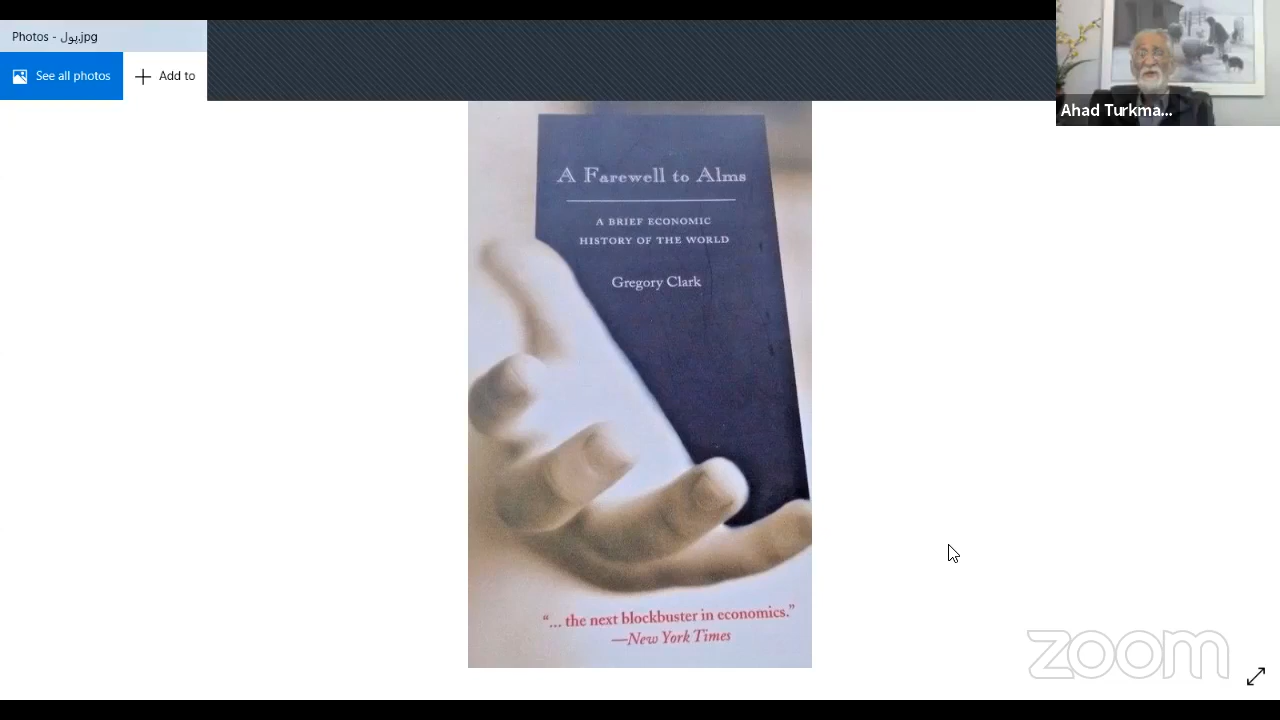 Photos - پول.jpg
See all photos
Add to
Ahad Turkma...
A Farewell to Alms
A BRIEF ECONOMIC
HISTORY OF THE WORLD
Gregory Clark
“... the next blockbuster in economics.”
—New York Times
zoom